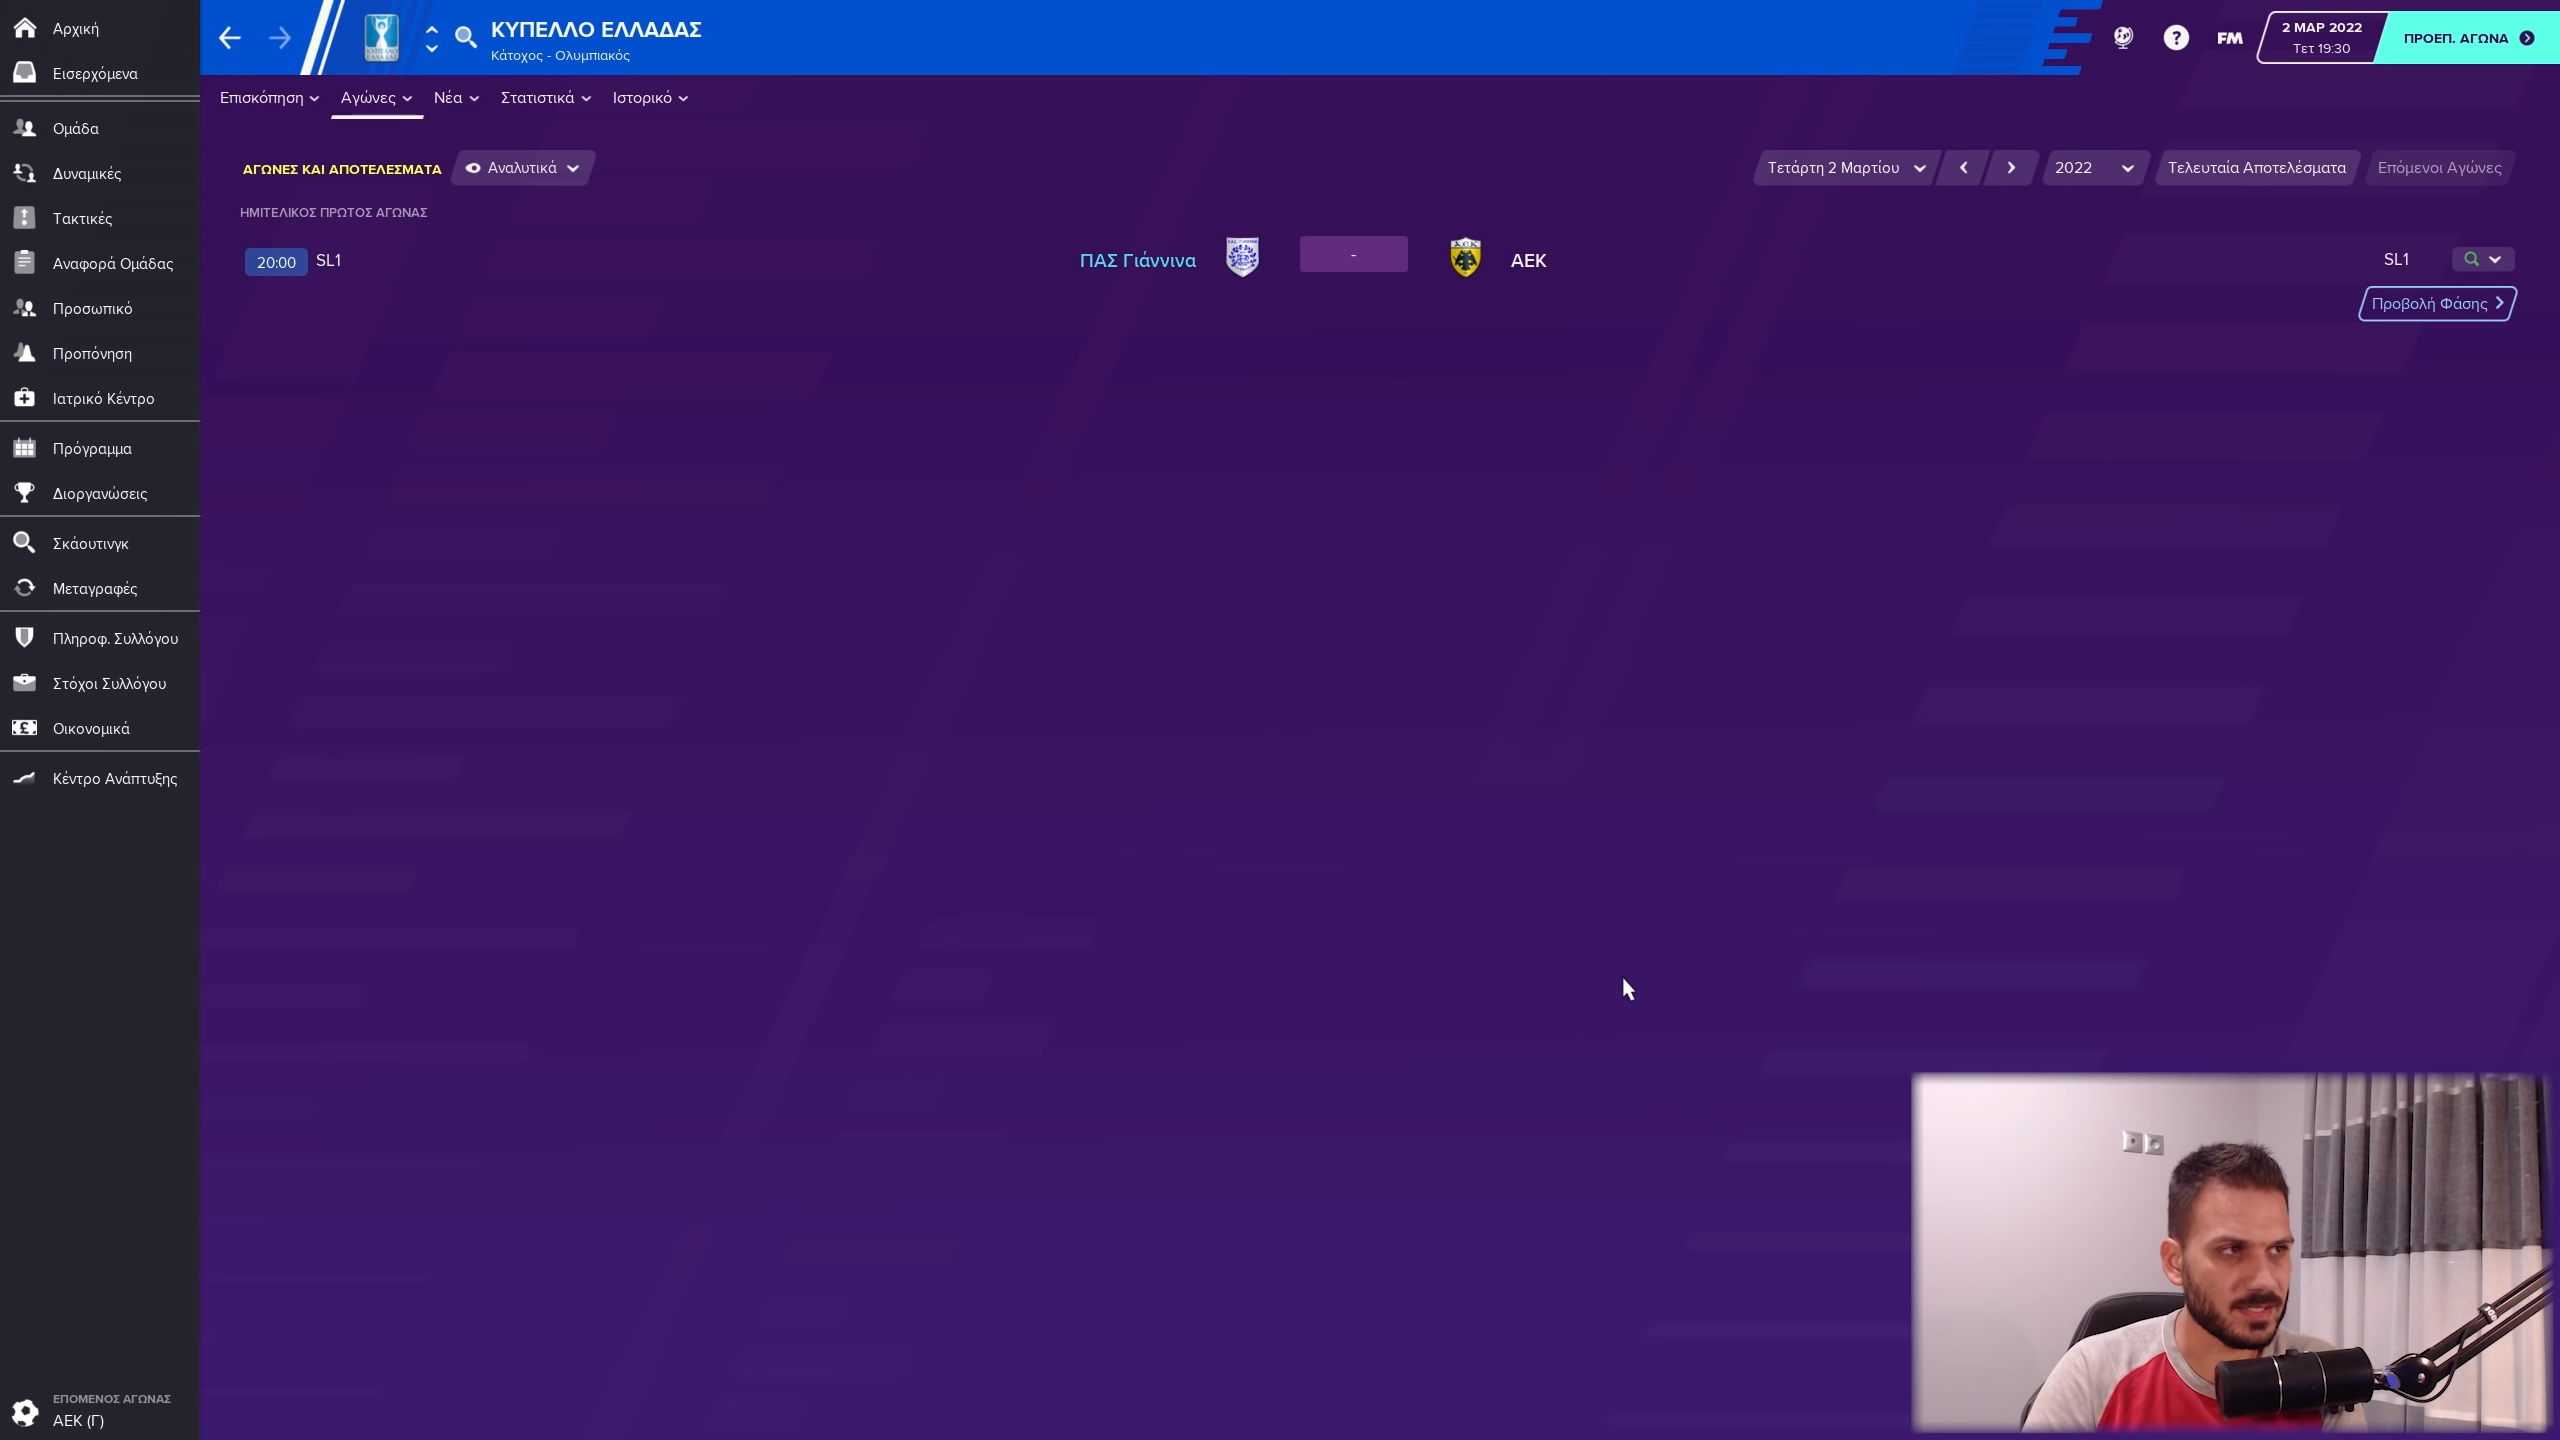 Αρχική
Εισερχόμενα
Ομάδα
Δυναμικές
Τακτικές
Αναφορά Ομάδας
Προσωπικό
Προπόνηση
Ιατρικό Κέντρο
Πρόγραμμα
Διοργανώσεις
Σκάουτινγκ
Μεταγραφές
Πληροφ. Συλλόγου
Στόχοι Συλλόγου
Οικονομικά
Κέντρο Ανάπτυξης
ΕΠΟΜΕΝΟΣ ΑΓΩΝΑΣ
ΑΕΚ (Γ)
ΚΥΠΕΛΛΟ ΕΛΛΑΔΑΣ
Κάτοχος - Ολυμπιακός
FM
2 ΜΑΡ 2022
Τετ 19:30
ΠΡΟΕΠ. ΑΓΩΝΑ
Επισκόπηση Αγώνες Νέα Στατιστικά Ιστορικό
ΑΓΩΝΕΣ ΚΑΙ ΑΠΟΤΕΛΕΣΜΑΤΑ Αναλυτικά Τετάρτη 2 Μαρτίου 2022 Τελευταία Αποτελέσματα Επόμενοι Αγώνες
ΗΜΙΤΕΛΙΚΟΣ ΠΡΩΤΟΣ ΑΓΩΝΑΣ
20:00 SL1 ΠΑΣ Γιάννινα - ΑΕΚ SL1
Προβολή Φάσης